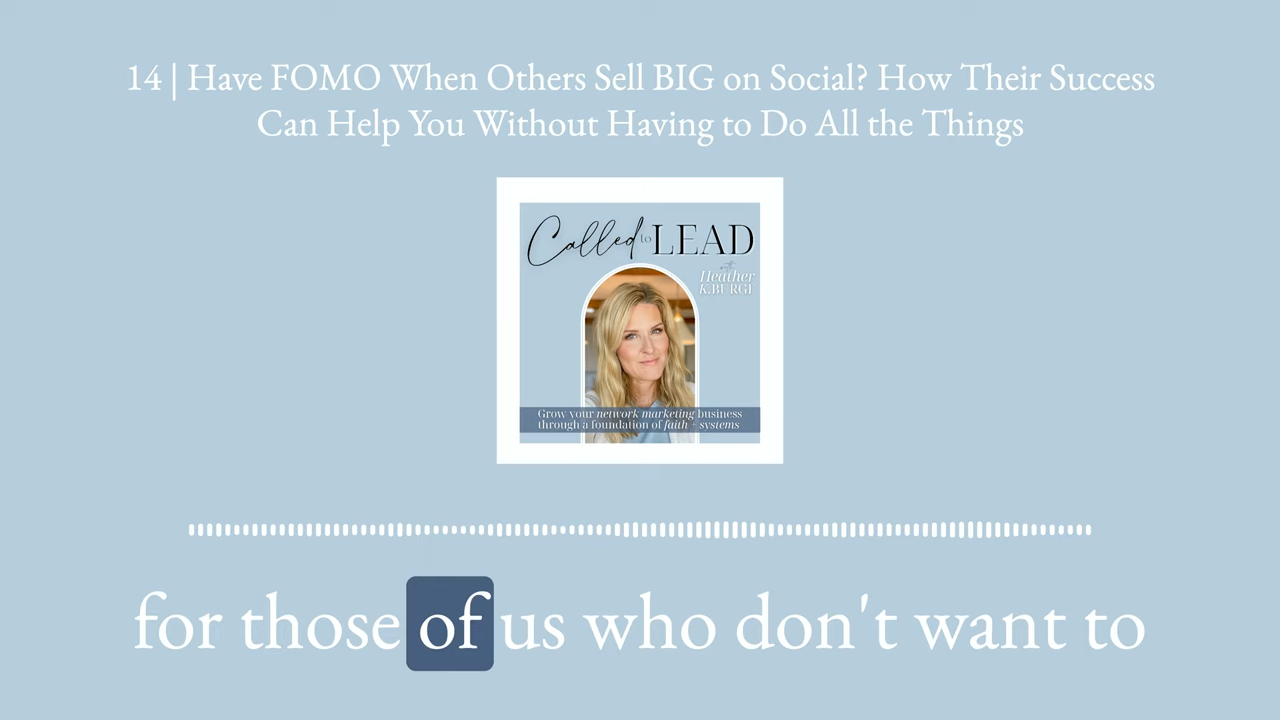 14 | Have FOMO When Others Sell BIG on Social? How Their Success
Can Help You Without Having to Do All the Things
Called to LEAD
with
Heather
K.BURGE
Grow your network marketing business
through a foundation of faith + systems
for those of us who don't want to